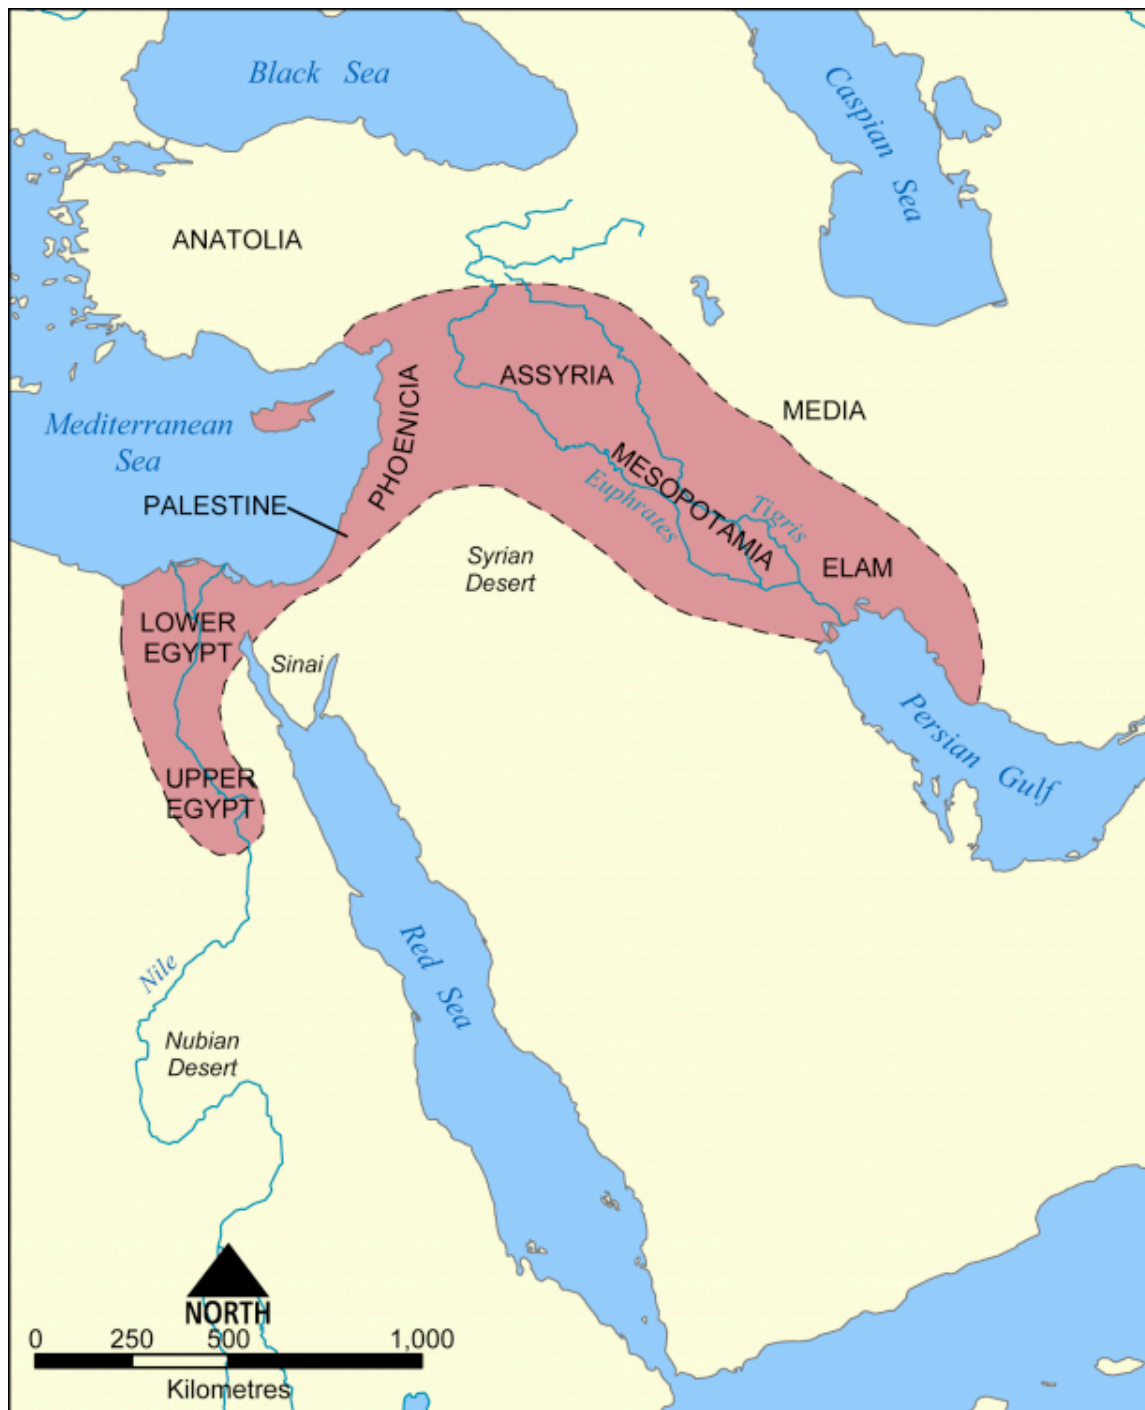 Black Sea
Caspian Sea
ANATOLIA
ASSYRIA
MEDIA
PHOENICIA
Mediterranean
Sea
MESOPOTAMIA
Euphrates
Tigris
PALESTINE
Syrian
Desert
ELAM
LOWER
EGYPT
Sinai
Persian Gulf
UPPER
EGYPT
Red Sea
Nile
Nubian
Desert
NORTH
0 250 500 1,000
Kilometres